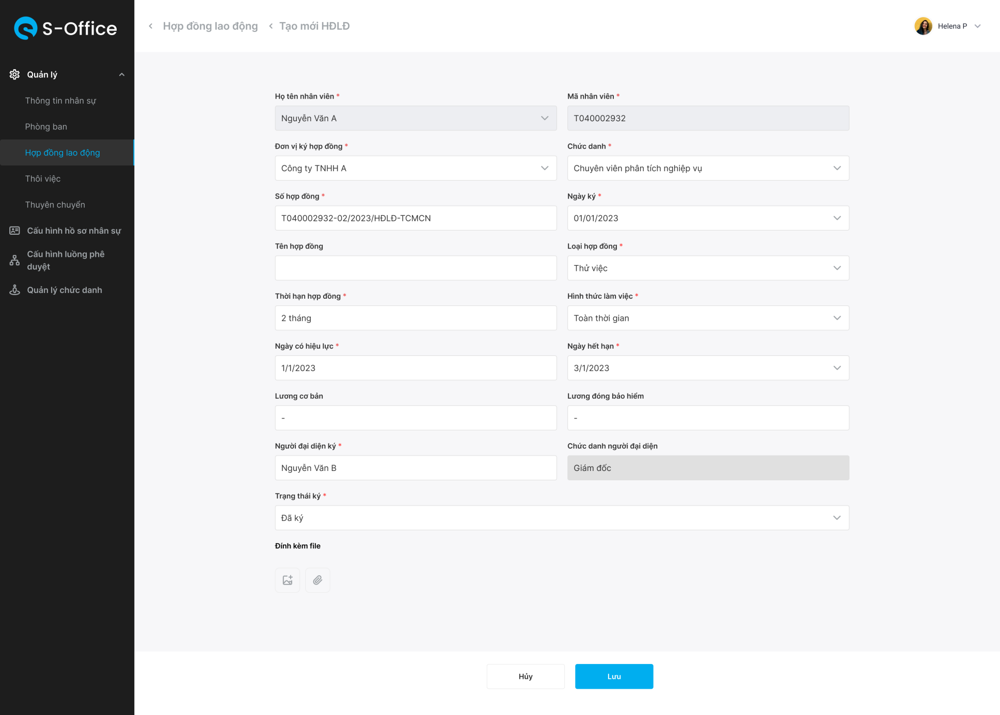 S-Office
Hợp đồng lao động
Tạo mới HĐLĐ
Helena P
Quản lý
Thông tin nhân sự
Phòng ban
Hợp đồng lao động
Thôi việc
Thuyên chuyển
Cấu hình hồ sơ nhân sự
Cấu hình luồng phê
duyệt
Quản lý chức danh
Họ tên nhân viên *
Nguyễn Văn A
Mã nhân viên *
T040002932
Đơn vị ký hợp đồng *
Công ty TNHH A
Chức danh *
Chuyên viên phân tích nghiệp vụ
Số hợp đồng *
T040002932-02/2023/HĐLĐ-TCMCN
Ngày ký *
01/01/2023
Tên hợp đồng
Loại hợp đồng *
Thử việc
Thời hạn hợp đồng *
2 tháng
Hình thức làm việc *
Toàn thời gian
Ngày có hiệu lực *
1/1/2023
Ngày hết hạn *
3/1/2023
Lương cơ bản
-
Lương đóng bảo hiểm
-
Người đại diện ký *
Nguyễn Văn B
Chức danh người đại diện
Giám đốc
Trạng thái ký *
Đã ký
Đính kèm file
Hủy
Lưu